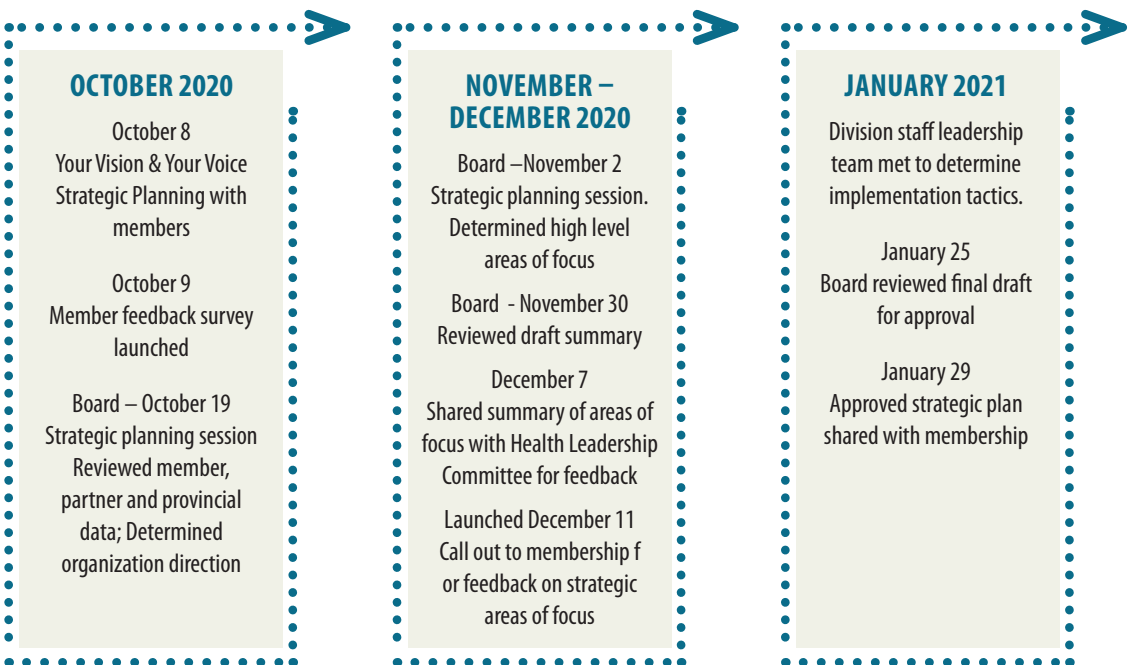 OCTOBER 2020
October 8
Your Vision & Your Voice
Strategic Planning with
members
October 9
Member feedback survey
launched
Board – October 19
Strategic planning session
Reviewed member,
partner and provincial
data; Determined
organization direction
NOVEMBER –
DECEMBER 2020
Board –November 2
Strategic planning session.
Determined high level
areas of focus
Board - November 30
Reviewed draft summary
December 7
Shared summary of areas of
focus with Health Leadership
Committee for feedback
Launched December 11
Call out to membership f
or feedback on strategic
areas of focus
JANUARY 2021
Division staff leadership
team met to determine
implementation tactics.
January 25
Board reviewed final draft
for approval
January 29
Approved strategic plan
shared with membership